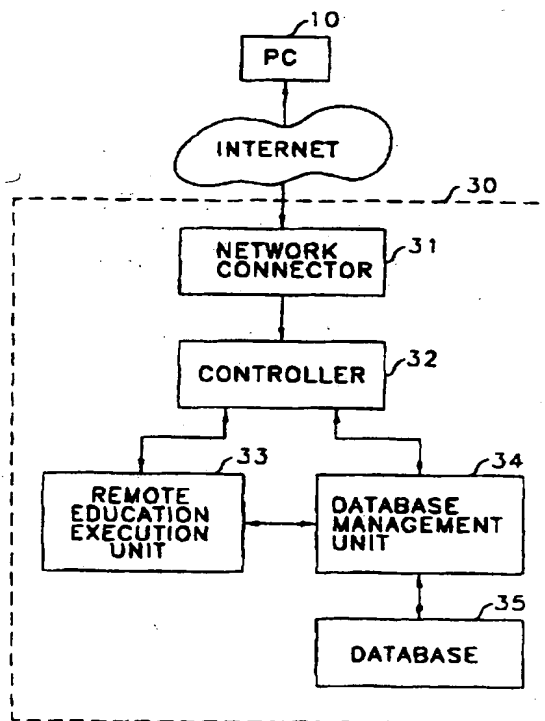 10
PC
INTERNET
30
NETWORK
CONNECTOR
31
CONTROLLER
32
33
REMOTE
EDUCATION
EXECUTION
UNIT
34
DATABASE
MANAGEMENT
UNIT
35
DATABASE